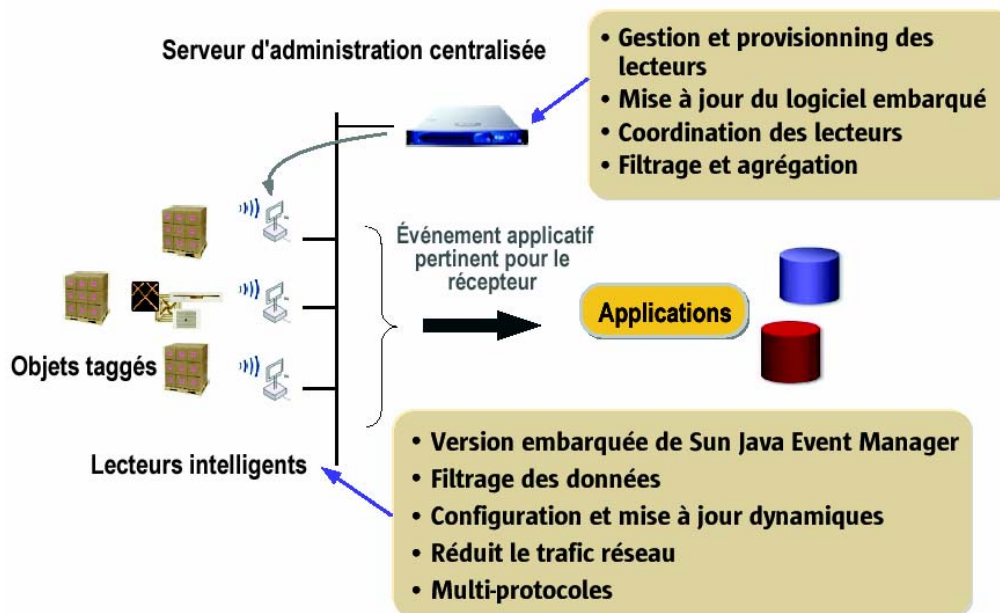 Serveur d'administration centralisée
• Gestion et provisionning des
lecteurs
• Mise à jour du logiciel embarqué
• Coordination des lecteurs
• Filtrage et agrégation
Événement applicatif
pertinent pour le
récepteur
Applications
Objets taggés
Lecteurs intelligents
• Version embarquée de Sun Java Event Manager
• Filtrage des données
• Configuration et mise à jour dynamiques
• Réduit le trafic réseau
• Multi-protocoles